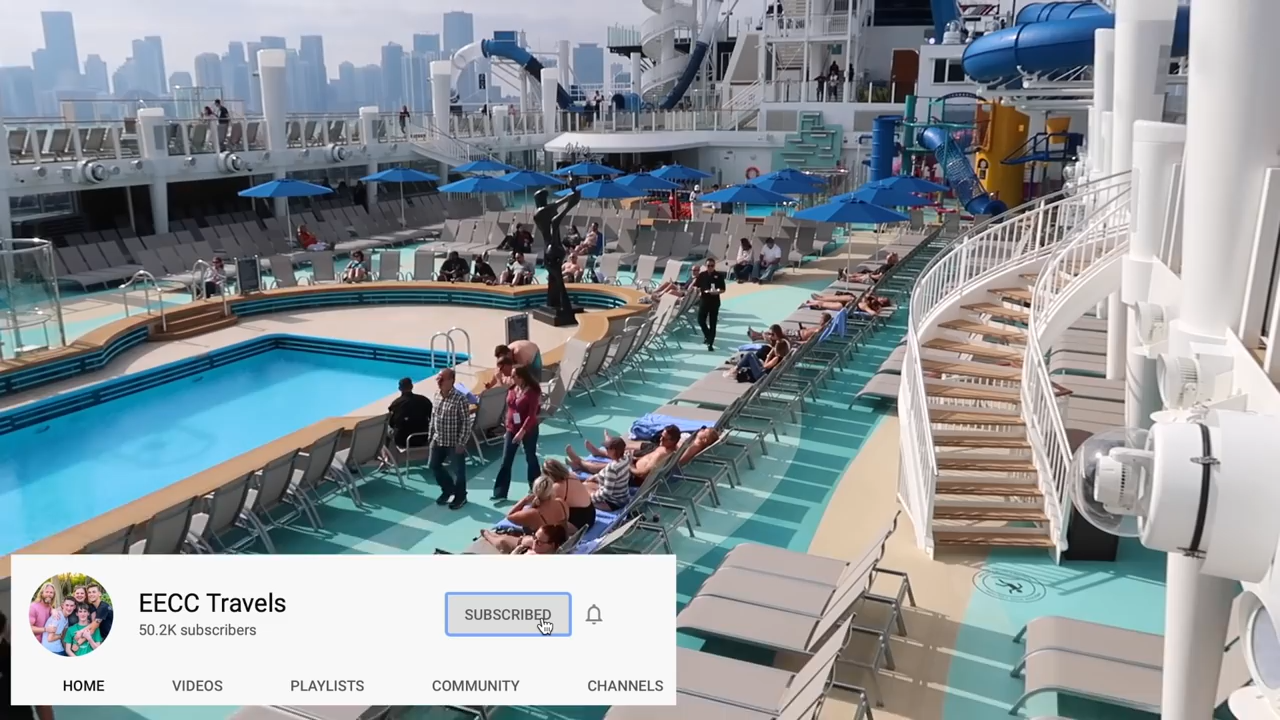 EECC Travels
50.2K subscribers
SUBSCRIBED
HOME VIDEOS PLAYLISTS COMMUNITY CHANNELS